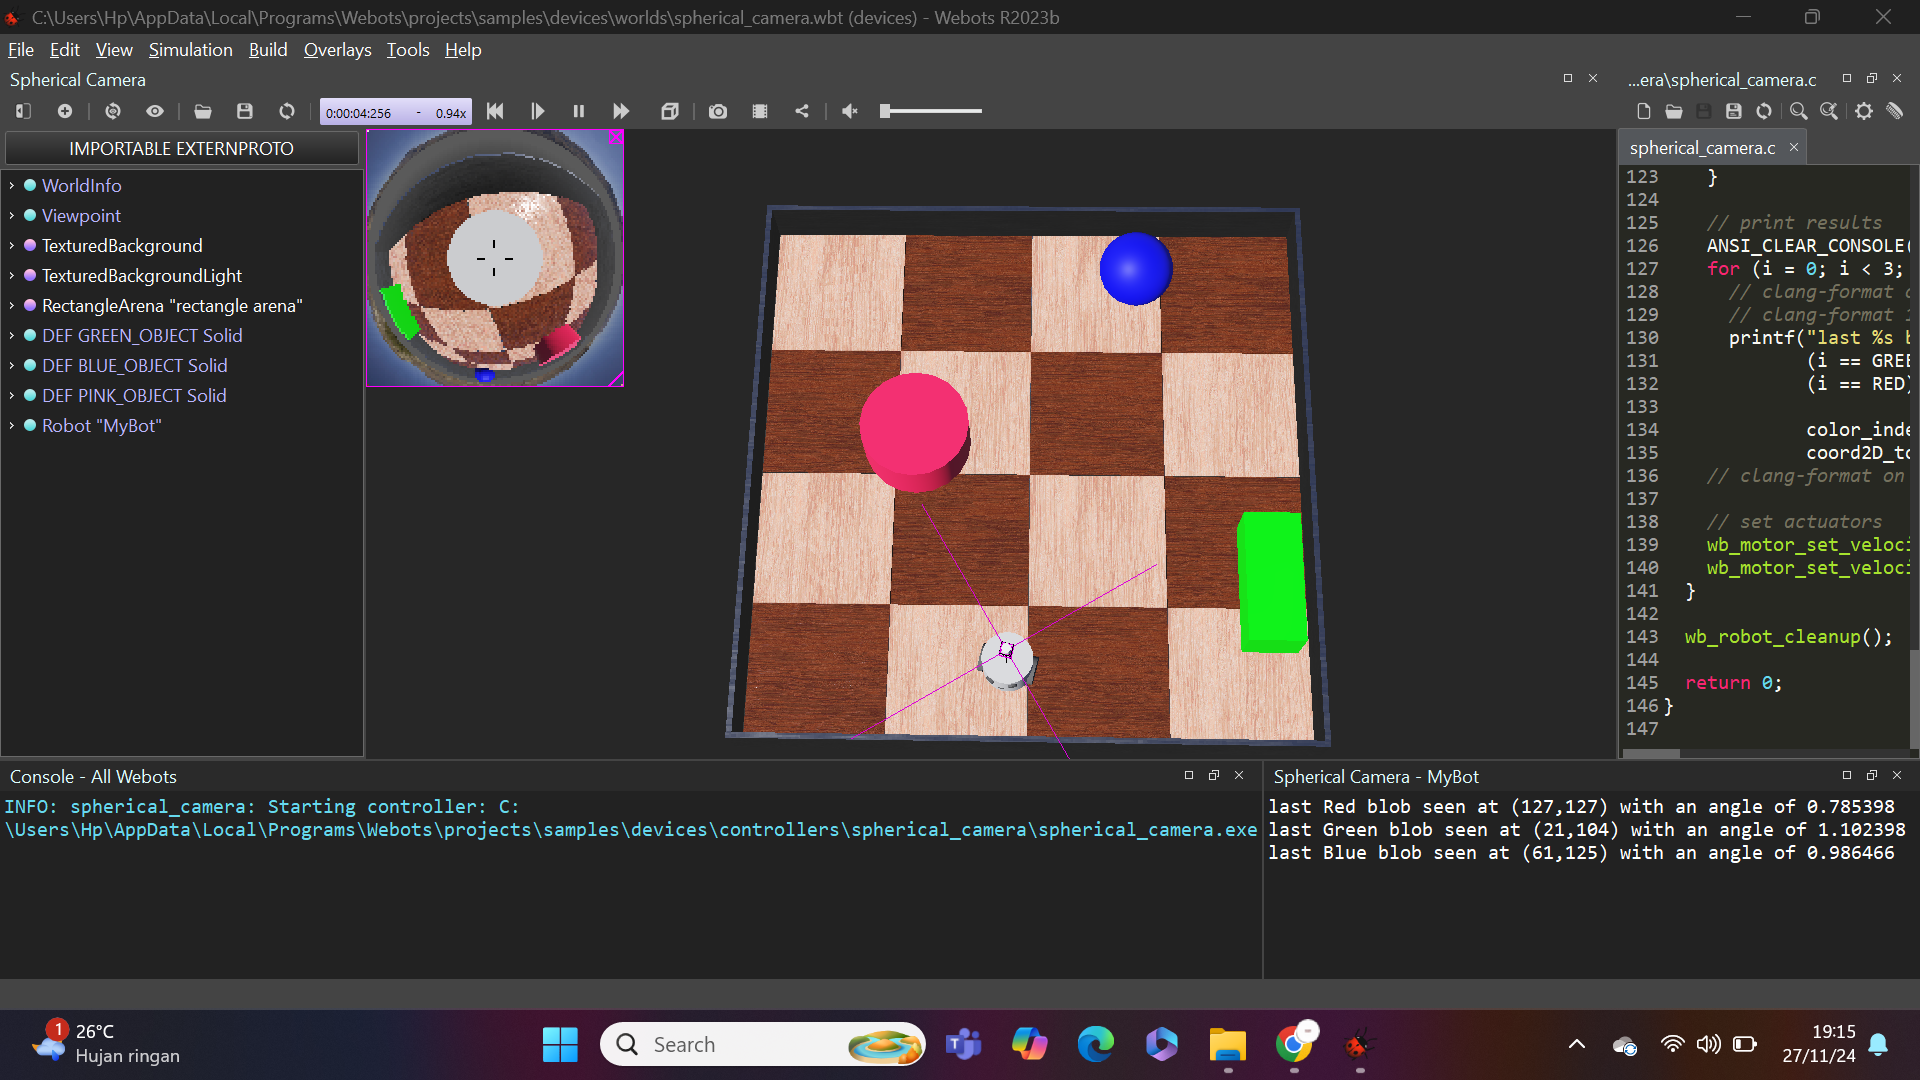 C:\Users\Hp\AppData\Local\Programs\Webots\projects\samples\devices\worlds\spherical_camera.wbt (devices) - Webots R2023b
File Edit View Simulation Build Overlays Tools Help
Spherical Camera
0:00:04:256 - 0.94x
IMPORTABLE EXTERNPROTO
WorldInfo
Viewpoint
TexturedBackground
TexturedBackgroundLight
RectangleArena "rectangle arena"
DEF GREEN_OBJECT Solid
DEF BLUE_OBJECT Solid
DEF PINK_OBJECT Solid
Robot "MyBot"
...era\spherical_camera.c
spherical_camera.c
123 }
124
125 // print results
126 ANSI_CLEAR_CONSOLE(
127 for (i = 0; i < 3;
128 // clang-format
129 // clang-format
130 printf("last %s
131 (i == GREE
132 (i == RED)
133
134 color_inde
135 coord2D_to
136 // clang-format on
137
138 // set actuators
139 wb_motor_set_veloci
140 wb_motor_set_veloci
141 }
142
143 wb_robot_cleanup();
144
145 return 0;
146 }
147
Console - All Webots
INFO: spherical_camera: Starting controller: C:
\Users\Hp\AppData\Local\Programs\Webots\projects\samples\devices\controllers\spherical_camera\spherical_camera.exe
Spherical Camera - MyBot
last Red blob seen at (127,127) with an angle of 0.785398
last Green blob seen at (21,104) with an angle of 1.102398
last Blue blob seen at (61,125) with an angle of 0.986466
1
26°C
Hujan ringan
Search
19:15
27/11/24